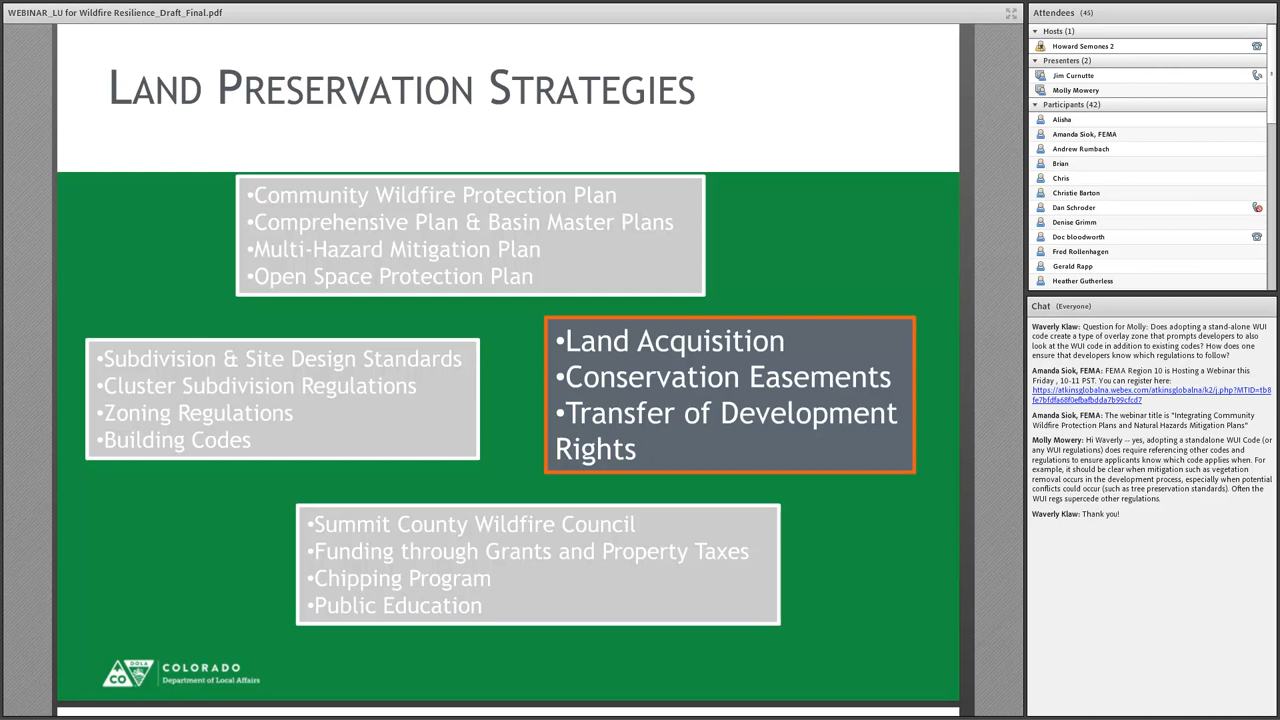 WEBINAR_LU for Wildfire Resilience_Draft_Final.pdf
LAND PRESERVATION STRATEGIES
•Community Wildfire Protection Plan
•Comprehensive Plan & Basin Master Plans
•Multi-Hazard Mitigation Plan
•Open Space Protection Plan
•Subdivision & Site Design Standards
•Cluster Subdivision Regulations
•Zoning Regulations
•Building Codes
•Land Acquisition
•Conservation Easements
•Transfer of Development
Rights
•Summit County Wildfire Council
•Funding through Grants and Property Taxes
•Chipping Program
•Public Education
CO
DOLA
COLORADO
Department of Local Affairs
Attendees (45)
Hosts (1)
Howard Semones 2
Presenters (2)
Jim Curnutte
Molly Mowery
Participants (42)
Alisha
Amanda Siok, FEMA
Andrew Rumbach
Brian
Chris
Christie Barton
Dan Schroder
Denise Grimm
Doc bloodworth
Fred Rollenhagen
Gerald Rapp
Heather Gutherless
Chat (Everyone)
Waverly Klaw: Question for Molly: Does adopting a stand-alone WUI
code create a type of overlay zone that prompts developers to also
look at the WUI code in addition to existing codes? How does one
ensure that developers know which regulations to follow?
Amanda Siok, FEMA: FEMA Region 10 is Hosting a Webinar this
Friday , 10-11 PST. You can register here:
https://atkinsglobalna.webex.com/atkinsglobalna/k2/j.php?MTID=tb8
fe7bfdfa68f0efbafbdda7b99cfcd7
Amanda Siok, FEMA: The webinar title is "Integrating Community
Wildfire Protection Plans and Natural Hazards Mitigation Plans"
Molly Mowery: Hi Waverly -- yes, adopting a standalone WUI Code (or
any WUI regulations) does require referencing other codes and
regulations to ensure applicants know which code applies when. For
example, it should be clear when mitigation such as vegetation
removal occurs in the development process, especially when potential
conflicts could occur (such as tree preservation standards). Often the
WUI regs supercede other regulations.
Waverly Klaw: Thank you!